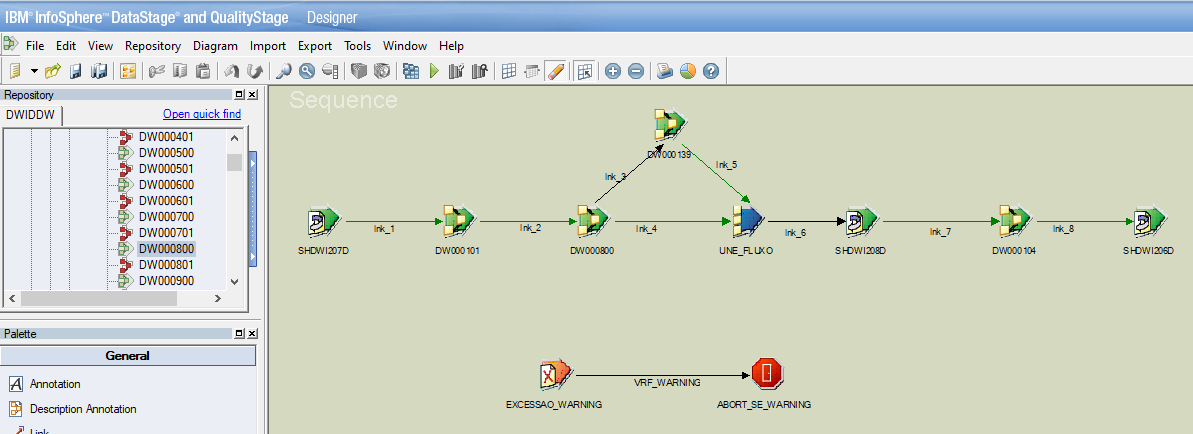 IBM® InfoSphere™ DataStage® and QualityStage Designer
File Edit View Repository Diagram Import Export Tools Window Help
Repository
DWIDDW Open quick find
DW000401
DW000500
DW000501
DW000600
DW000601
DW000700
DW000701
DW000800
DW000801
DW000900
Palette
General
Annotation
Description Annotation
Link
Sequence
DW000139
lnk_3 lnk_5
lnk_1 lnk_2 lnk_4 lnk_6 lnk_7 lnk_8
SHDWI207D DW000101 DW000800 UNE_FLUXO SHDWI208D DW000104 SHDWI206D
VRF_WARNING
EXCESSAO_WARNING ABORT_SE_WARNING